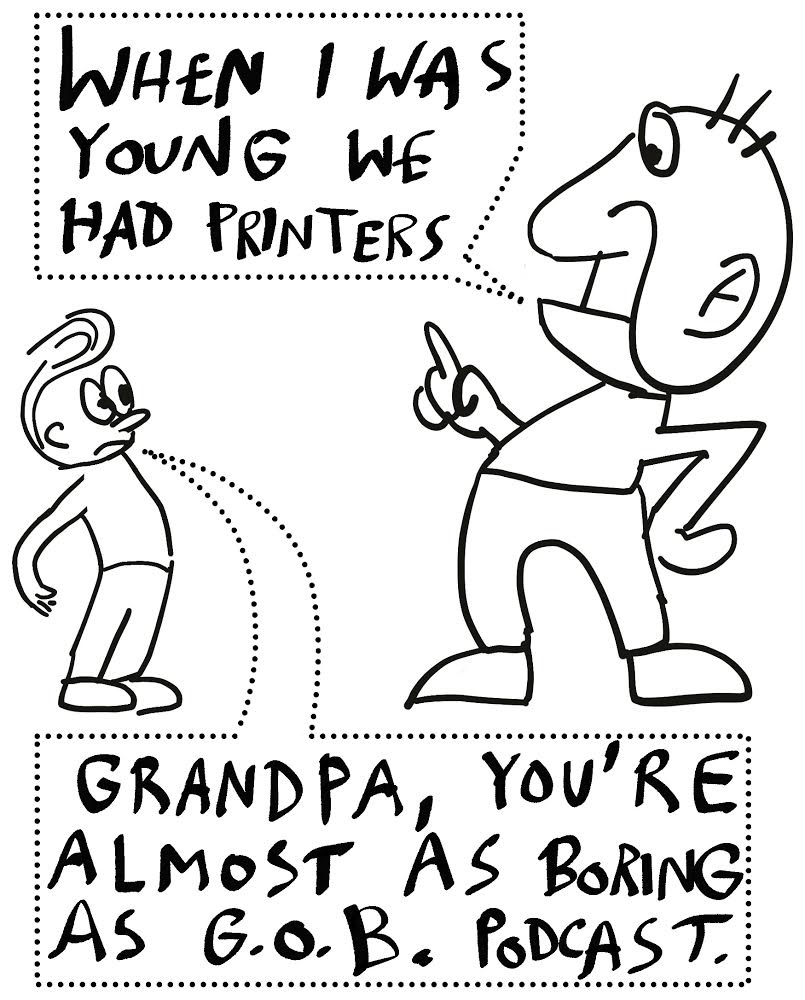 WHEN I WAS
YOUNG WE
HAD PRINTERS
GRANDPA, YOU'RE
ALMOST AS BORING
AS G.O.B. PODCAST.